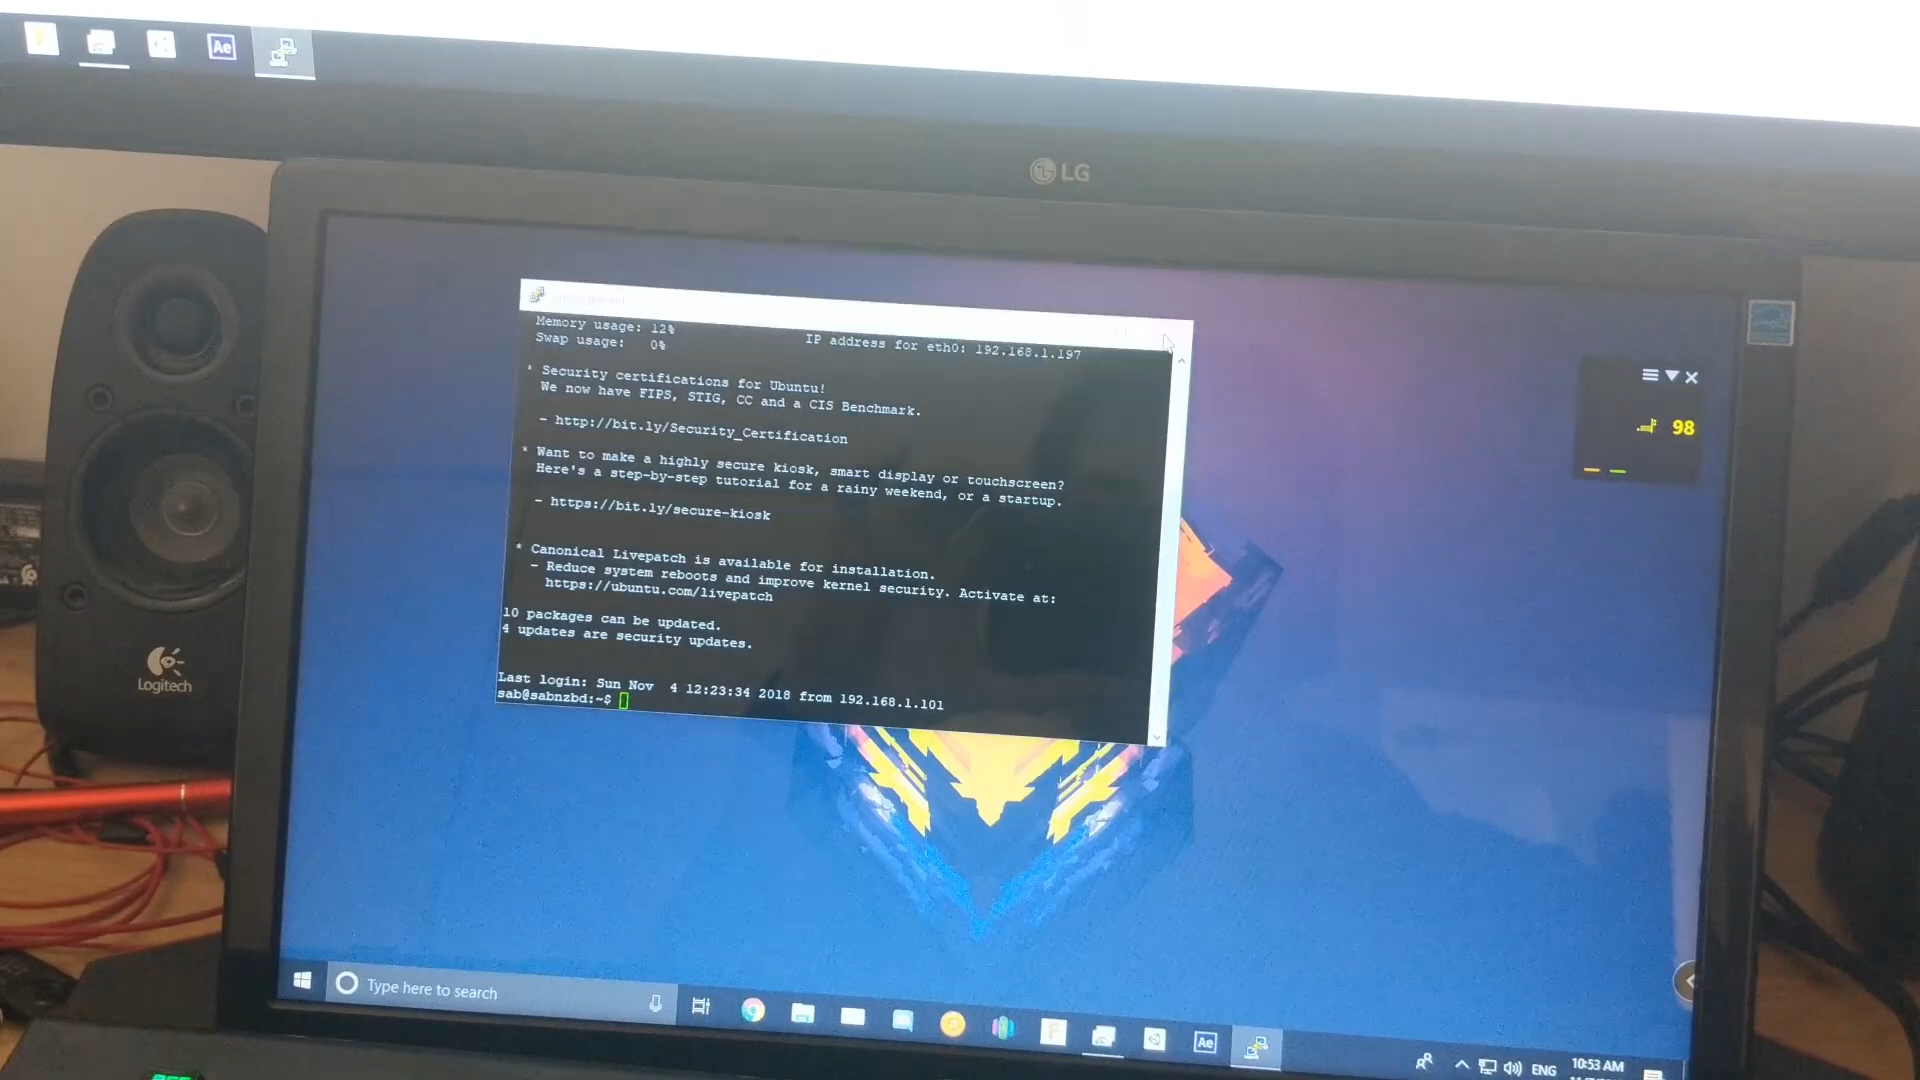 Ae
LG
Memory usage: 12%
IP address for eth0: 192.168.1.197
Swap usage: 0%
* Security certifications for Ubuntu!
We now have FIPS, STIG, CC and a CIS Benchmark.
- http://bit.ly/Security_Certification
* Want to make a highly secure kiosk, smart display or touchscreen?
Here's a step-by-step tutorial for a rainy weekend, or a startup.
- https://bit.ly/secure-kiosk
* Canonical Livepatch is available for installation.
- Reduce system reboots and improve kernel security. Activate at:
https://ubuntu.com/livepatch
10 packages can be updated.
4 updates are security updates.
Last login: Sun Nov 4 12:23:34 2018 from 192.168.1.101
sab@sabnzbd:~$
98
Logitech
Type here to search
Ae
ENG
10:53 AM